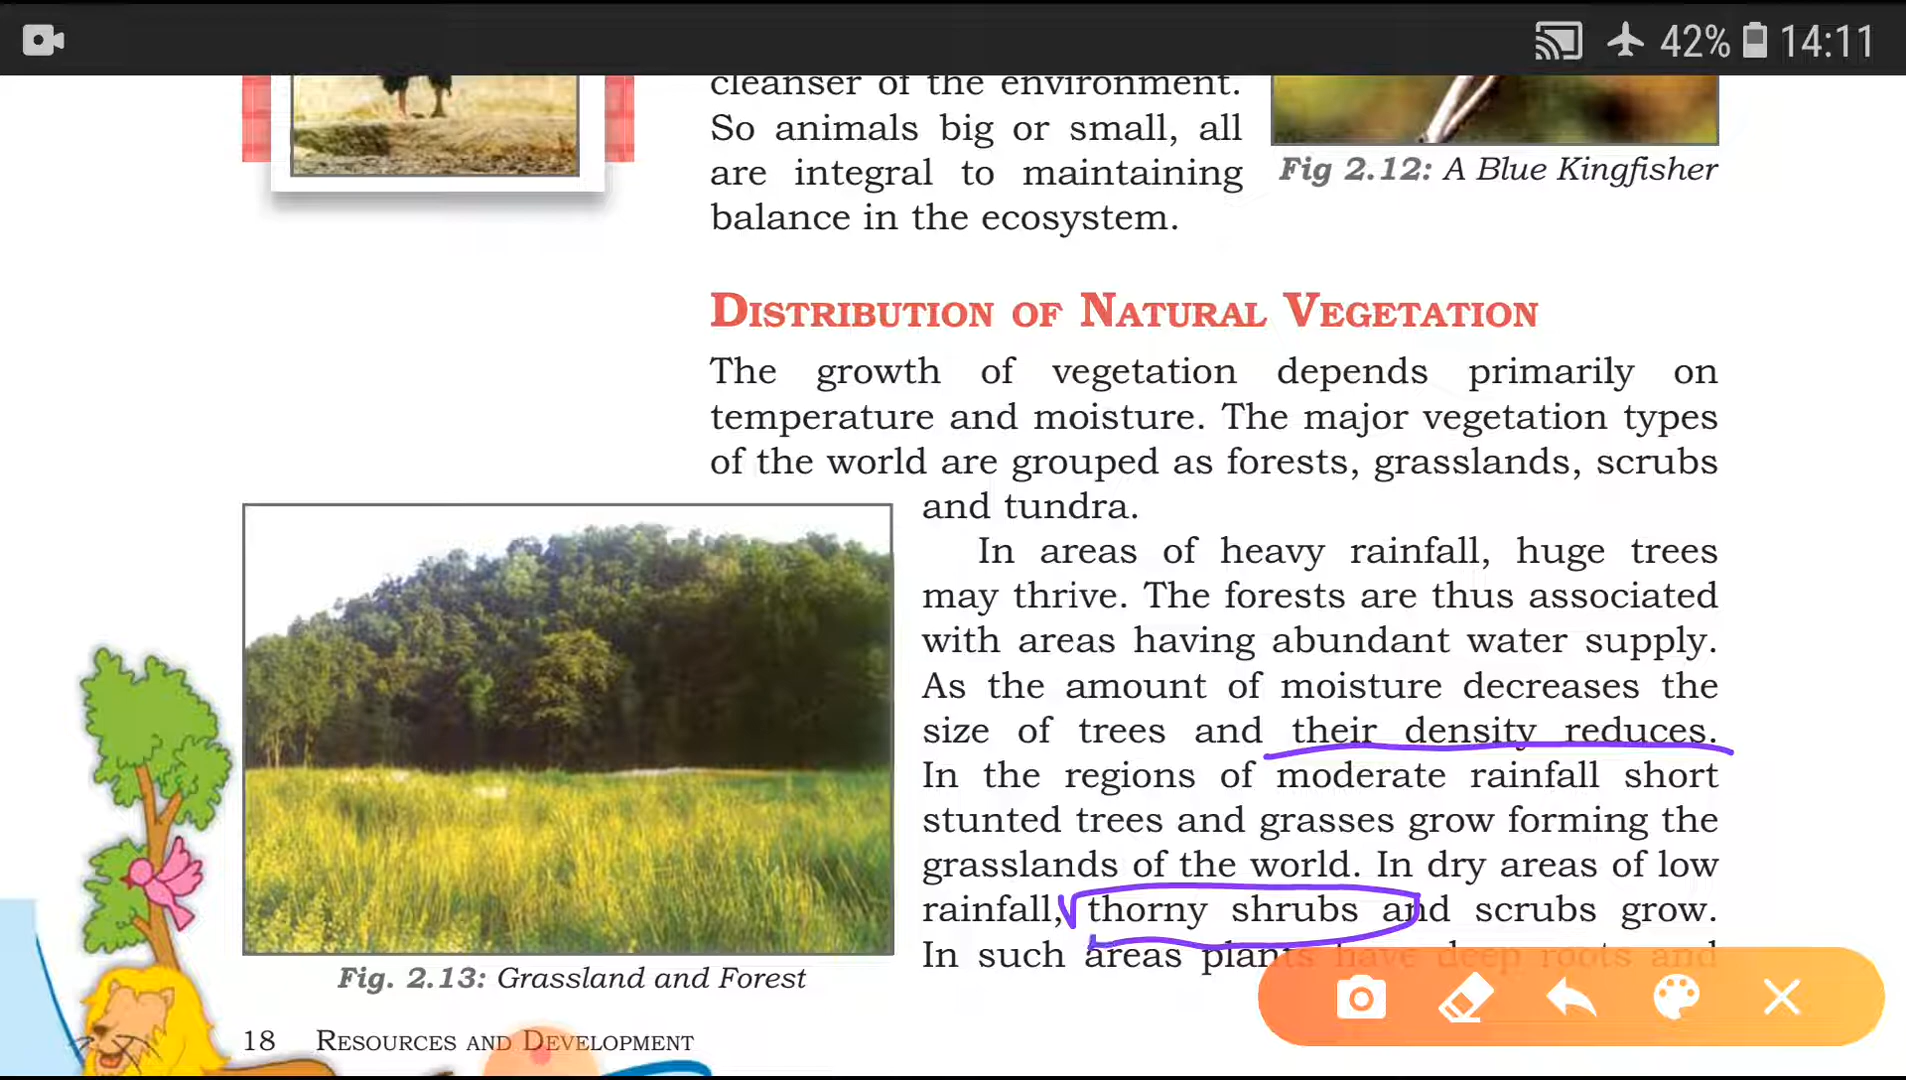 42% 14:11
cleanser of the environment.
So animals big or small, all
are integral to maintaining
balance in the ecosystem.
Fig 2.12: A Blue Kingfisher
DISTRIBUTION OF NATURAL VEGETATION
The growth of vegetation depends primarily on
temperature and moisture. The major vegetation types
of the world are grouped as forests, grasslands, scrubs
and tundra.
In areas of heavy rainfall, huge trees
may thrive. The forests are thus associated
with areas having abundant water supply.
As the amount of moisture decreases the
size of trees and their density reduces.
In the regions of moderate rainfall short
stunted trees and grasses grow forming the
grasslands of the world. In dry areas of low
rainfall, thorny shrubs and scrubs grow.
In such areas plants have deep roots and
Fig. 2.13: Grassland and Forest
18 RESOURCES AND DEVELOPMENT